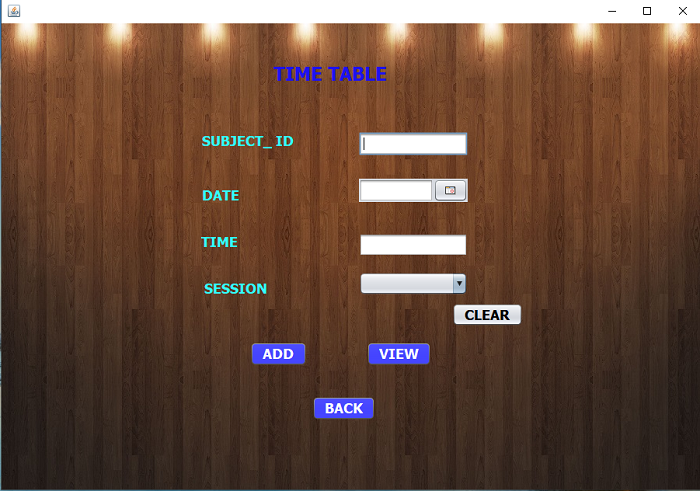 TIME TABLE
SUBJECT_ ID
DATE
TIME
SESSION
CLEAR
ADD VIEW
BACK